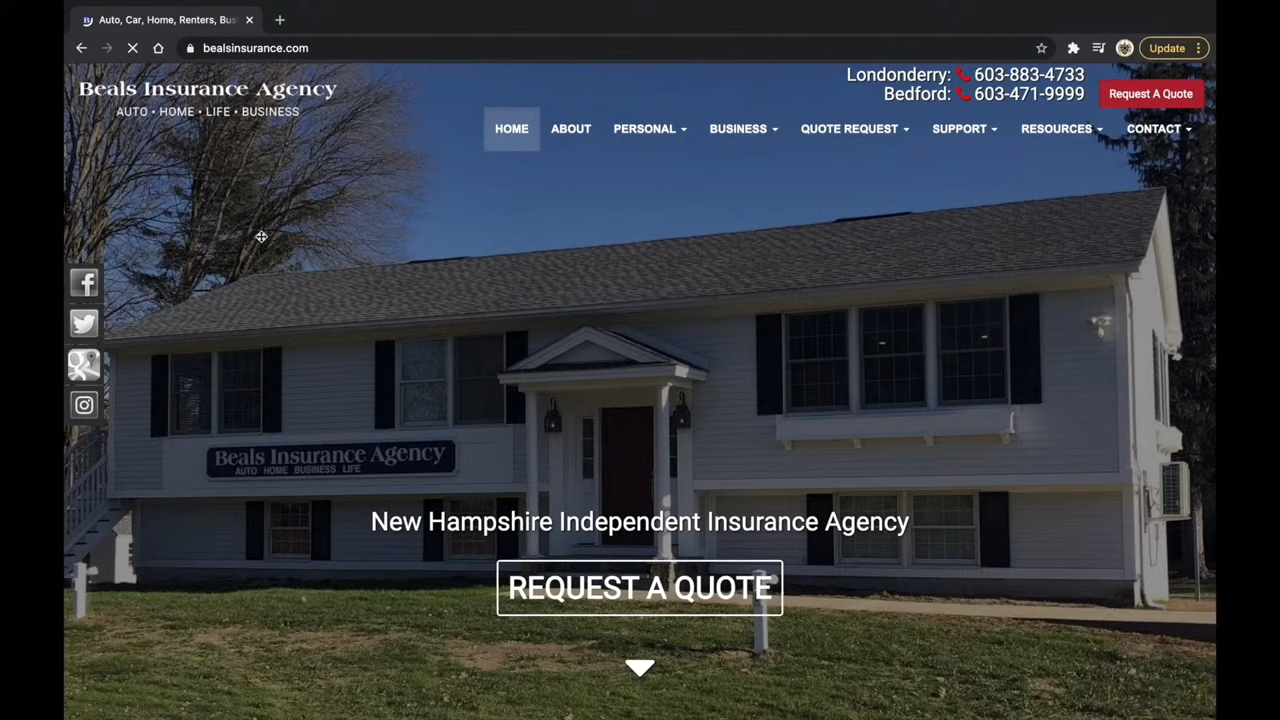 Auto, Car, Home, Renters, Bus
bealsinsurance.com
Update
Beals Insurance Agency
AUTO • HOME • LIFE • BUSINESS
Londonderry: 603-883-4733
Bedford: 603-471-9999
Request A Quote
HOME ABOUT PERSONAL BUSINESS QUOTE REQUEST SUPPORT RESOURCES CONTACT
Beals Insurance Agency
AUTO HOME BUSINESS LIFE
New Hampshire Independent Insurance Agency
REQUEST A QUOTE